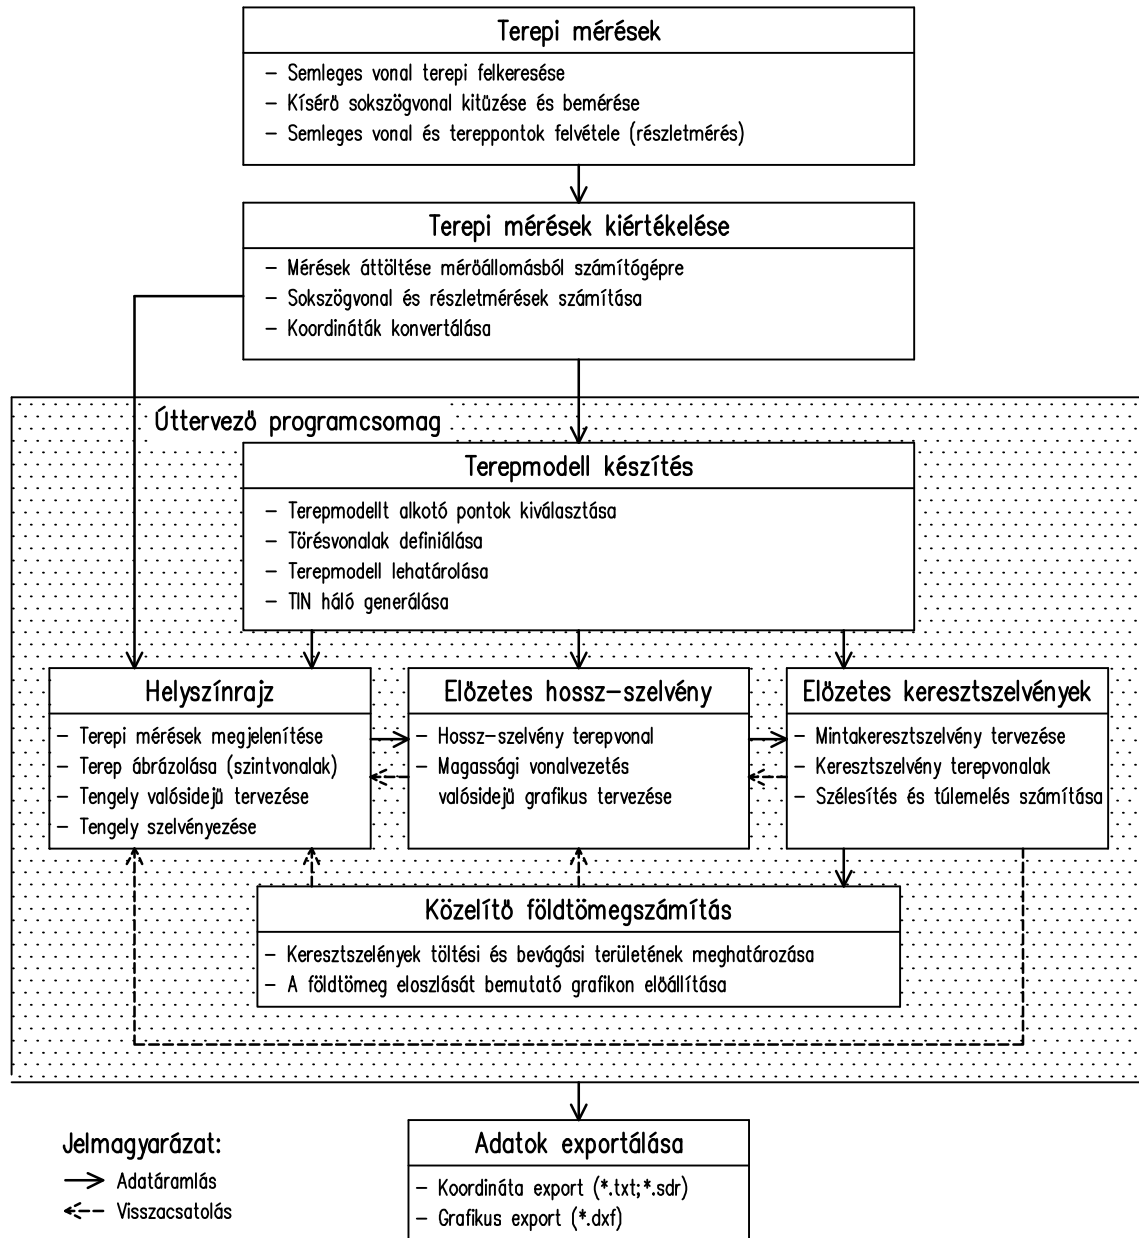 Terepi mérések
– Semleges vonal terepi felkeresése
– Kísérő sokszögvonal kitűzése és bemérése
– Semleges vonal és tereppontok felvétele (részletmérés)
Terepi mérések kiértékelése
– Mérések áttöltése mérőállomásból számítógépre
– Sokszögvonal és részletmérések számítása
– Koordináták konvertálása
Úttervező programcsomag
Terepmodell készítés
– Terepmodellt alkotó pontok kiválasztása
– Törésvonalak definiálása
– Terepmodell lehatárolása
– TIN háló generálása
Helyszínrajz
– Terepi mérések megjelenítése
– Terep ábrázolása (szintvonalak)
– Tengely valósidejű tervezése
– Tengely szelvényezése
Előzetes hossz–szelvény
– Hossz–szelvény terepvonal
– Magassági vonalvezetés
valósidejű grafikus tervezése
Előzetes keresztszelvények
– Mintakeresztszelvény tervezése
– Keresztszelvény terepvonalak
– Szélesítés és túlemelés számítása
Közelítő földtömegszámítás
– Keresztszelények töltési és bevágási területének meghatározása
– A földtömeg eloszlását bemutató grafikon előállítása
Adatok exportálása
– Koordináta export (*.txt;*.sdr)
– Grafikus export (*.dxf)
Jelmagyarázat:
Adatáramlás
Visszacsatolás